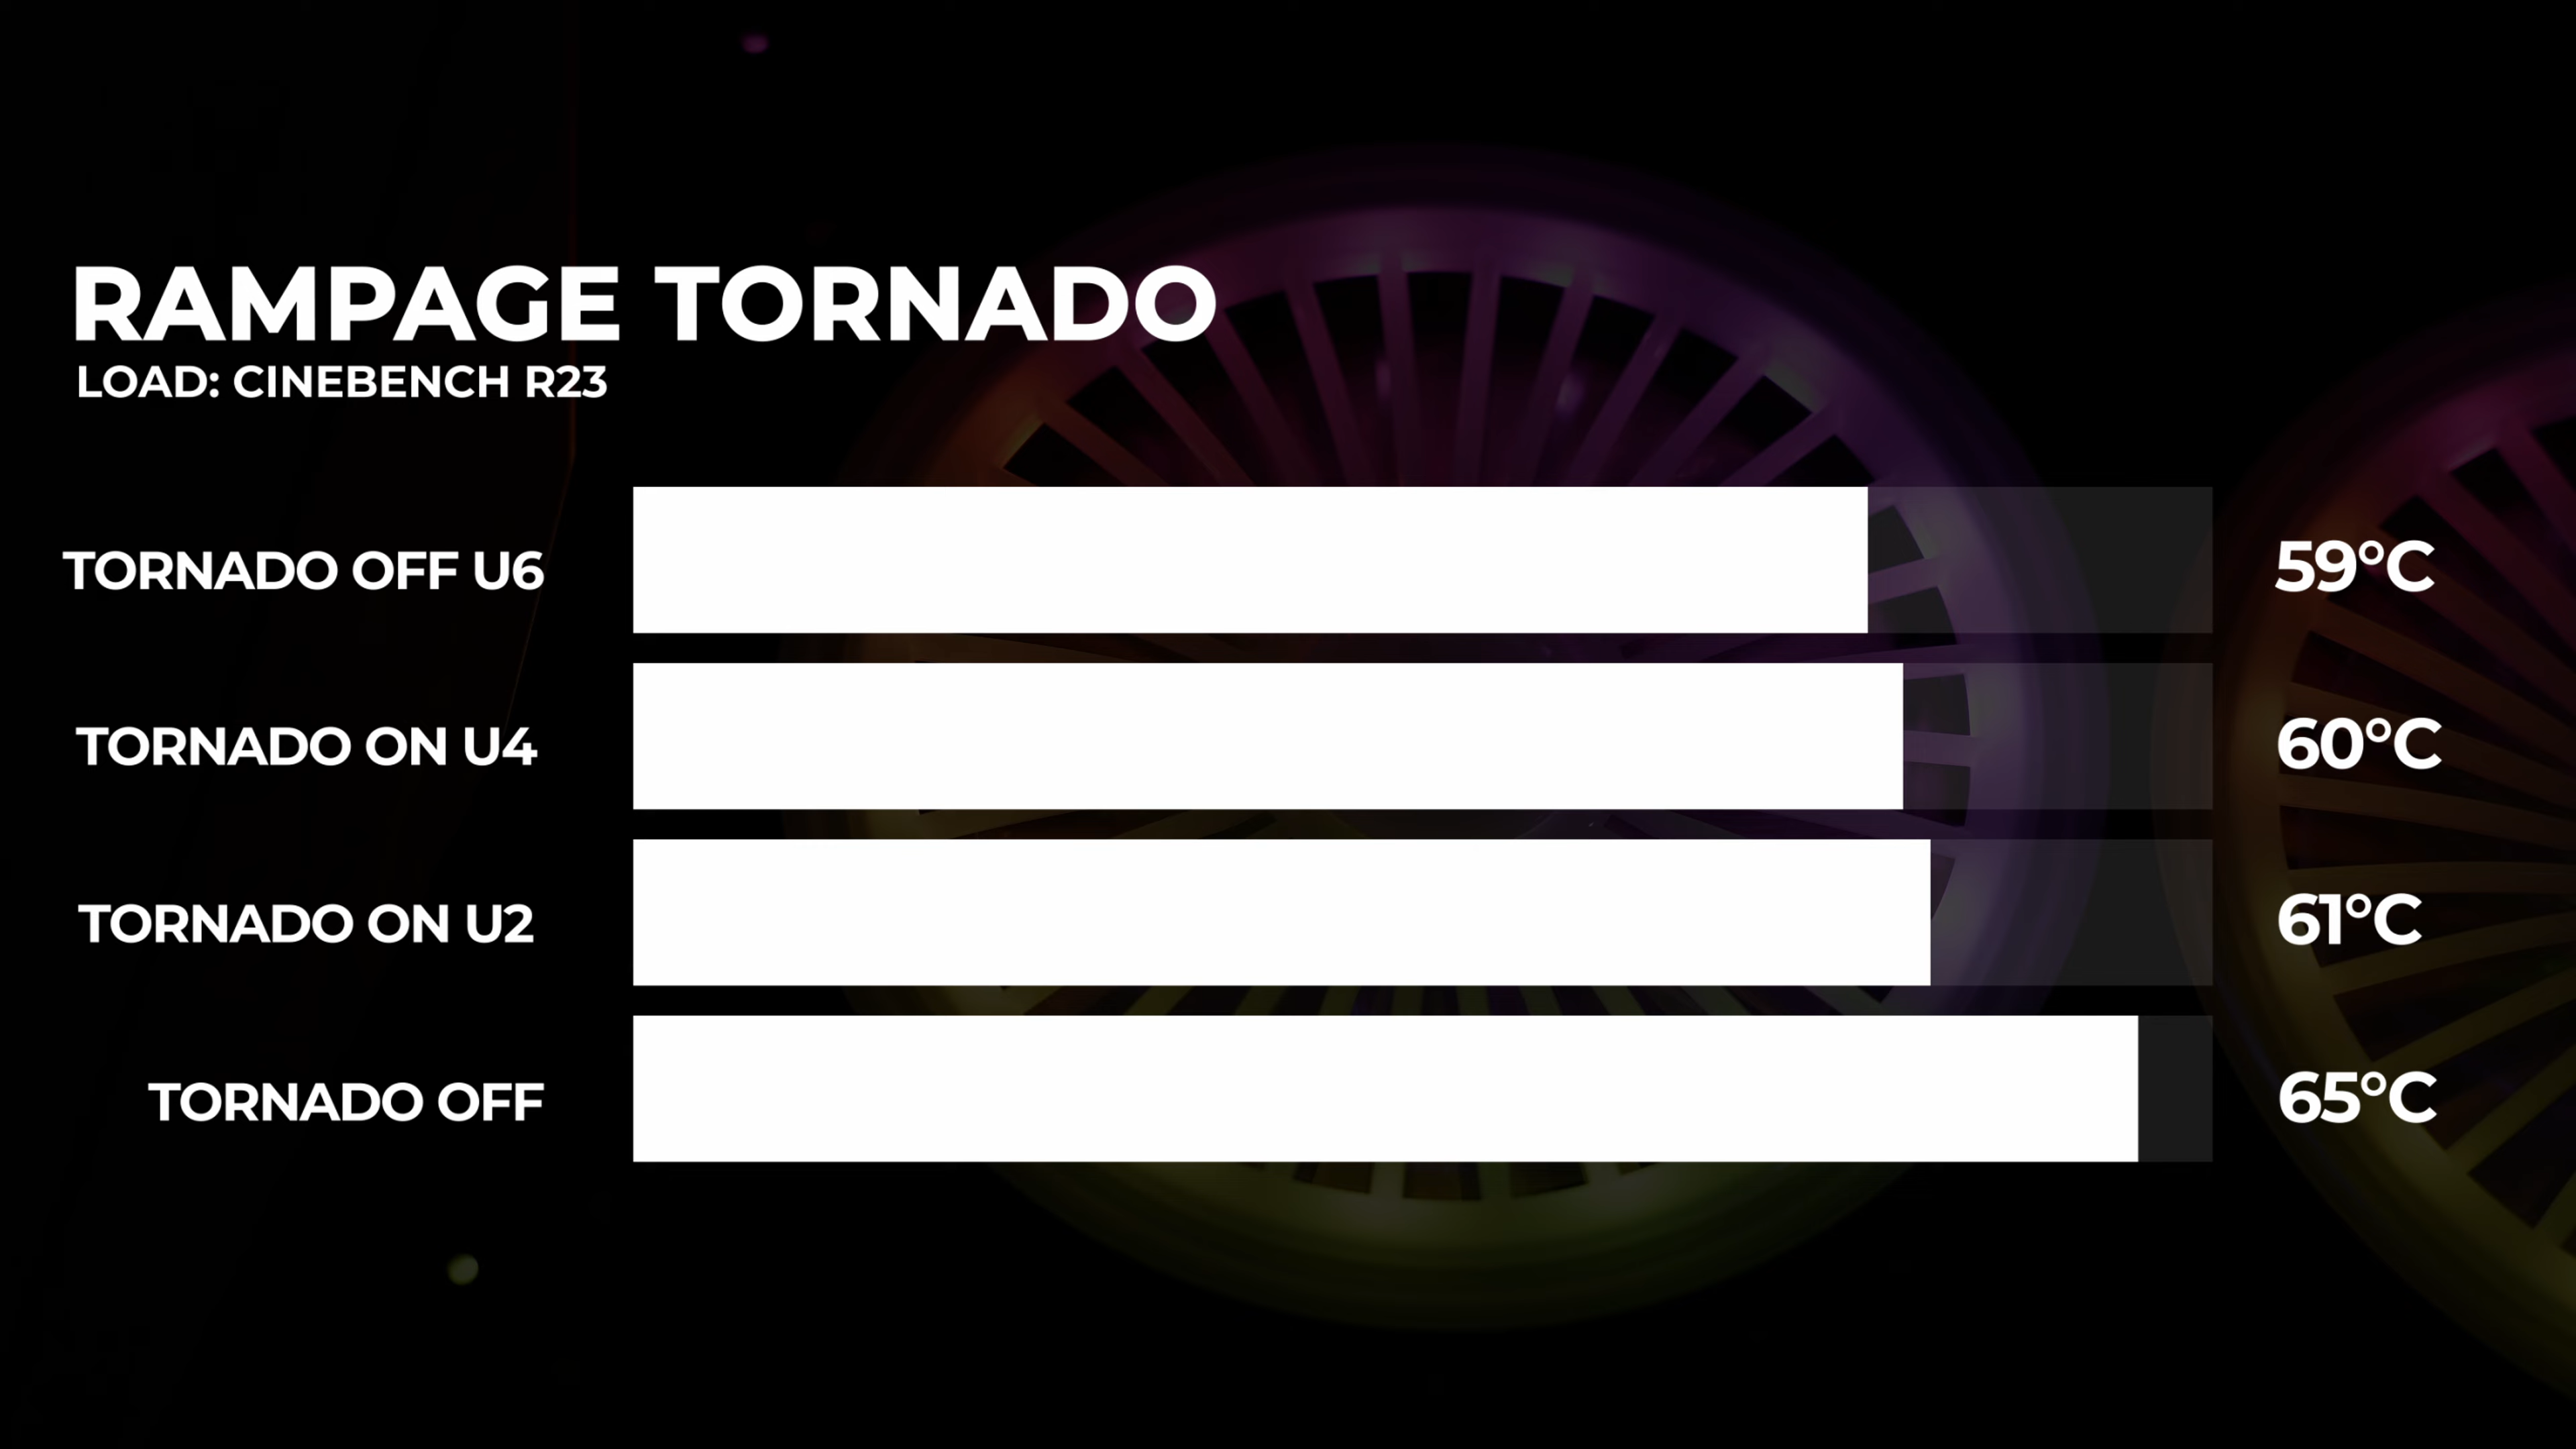 RAMPAGE TORNADO
LOAD: CINEBENCH R23
TORNADO OFF U6 59°C
TORNADO ON U4 60°C
TORNADO ON U2 61°C
TORNADO OFF 65°C